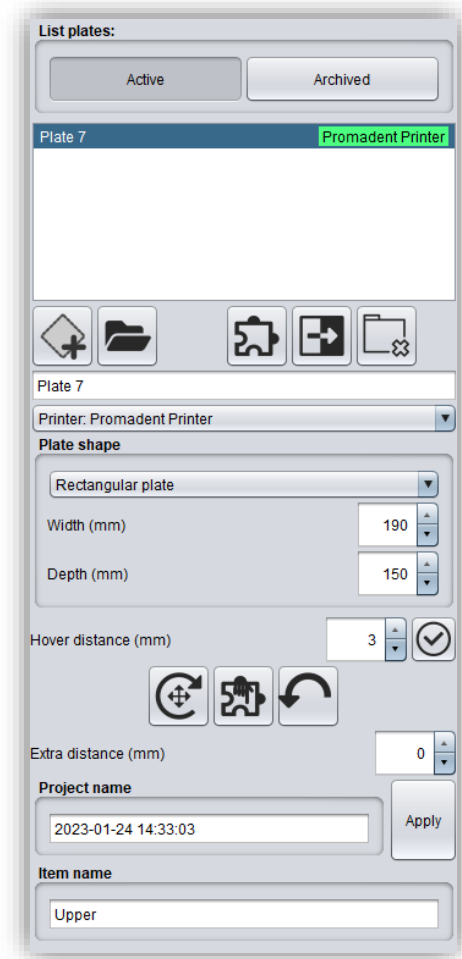 List plates:
Active Archived
Plate 7 Promadent Printer
Plate 7
Printer: Promadent Printer
Plate shape
Rectangular plate
Width (mm) 190
Depth (mm) 150
Hover distance (mm) 3
Extra distance (mm) 0
Project name
2023-01-24 14:33:03 Apply
Item name
Upper